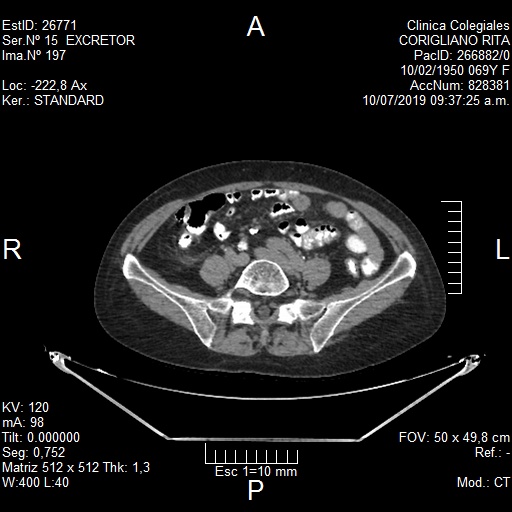 EstID: 26771
Ser.Nº 15 EXCRETOR
Ima.Nº 197
Loc: -222,8 Ax
Ker.: STANDARD
A
Clinica Colegiales
CORIGLIANO RITA
PacID: 266882/0
10/02/1950 069Y F
AccNum: 828381
10/07/2019 09:37:25 a.m.
R
L
KV: 120
mA: 98
Tilt: 0.000000
Seg: 0,752
Matriz 512 x 512 Thk: 1,3
W:400 L:40
Esc 1=10 mm
P
FOV: 50 x 49,8 cm
Ref.: -
Mod.: CT